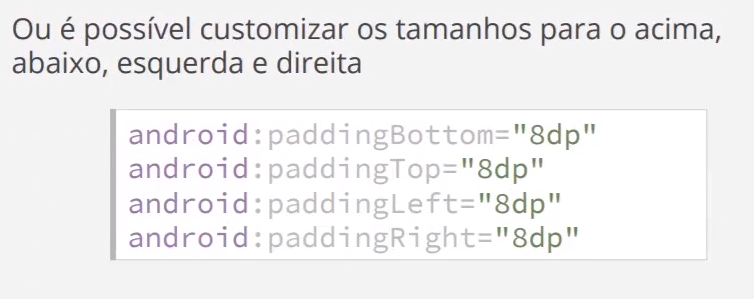 Ou é possível customizar os tamanhos para o acima,
abaixo, esquerda e direita
android:paddingBottom="8dp"
android:paddingTop="8dp"
android:paddingLeft="8dp"
android:paddingRight="8dp"